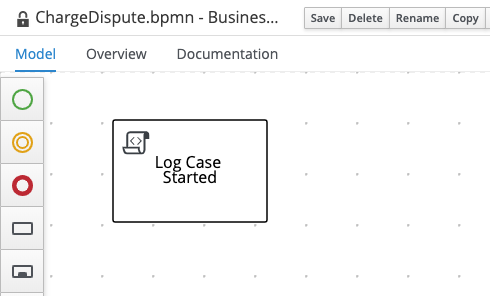 ChargeDispute.bpmn - Busines...
Save Delete Rename Copy
Model Overview Documentation
Log Case
Started